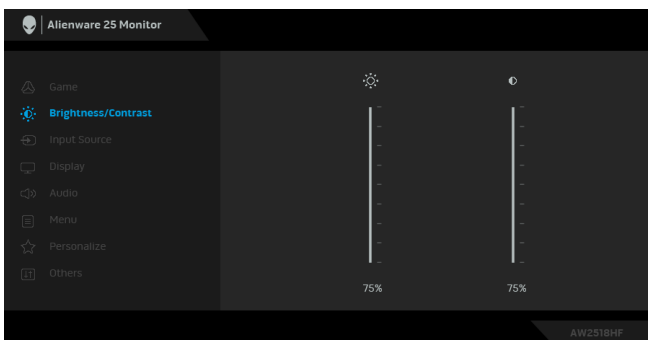 Alienware 25 Monitor
Game
Brightness/Contrast
Input Source
Display
Audio
Menu
Personalize
Others
75%
75%
AW2518HF